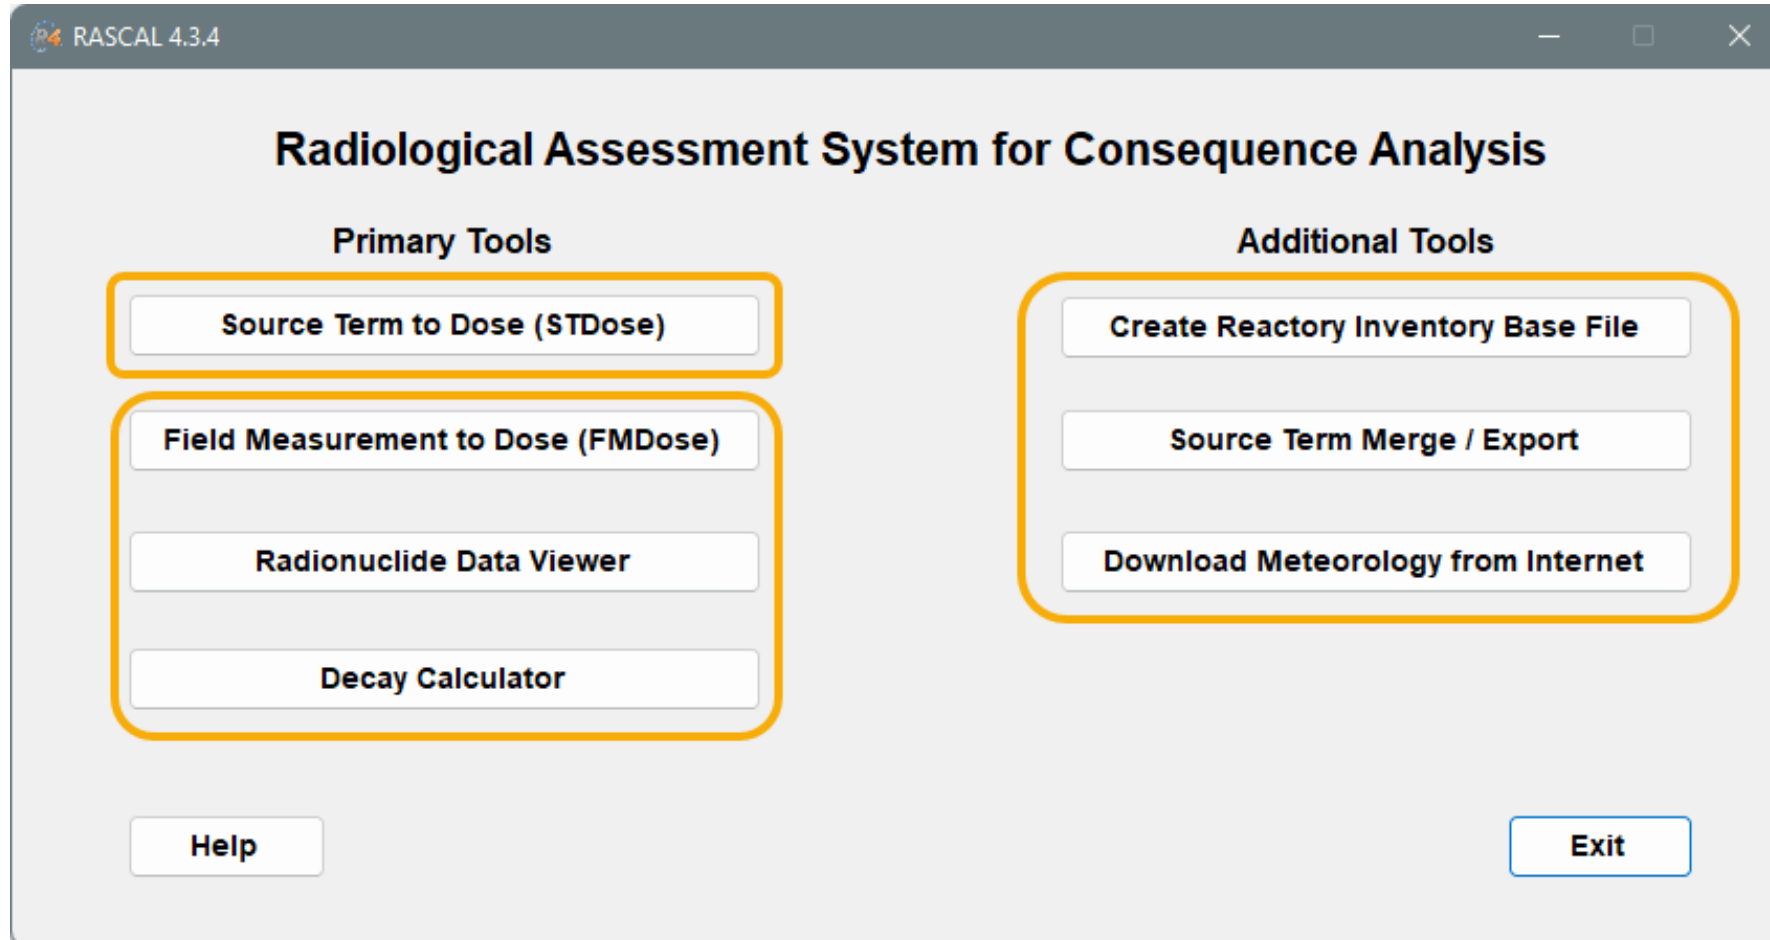 RASCAL 4.3.4
Radiological Assessment System for Consequence Analysis
Primary Tools
Source Term to Dose (STDose)
Field Measurement to Dose (FMDose)
Radionuclide Data Viewer
Decay Calculator
Additional Tools
Create Reactory Inventory Base File
Source Term Merge / Export
Download Meteorology from Internet
Help
Exit